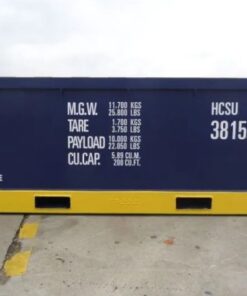 M.G.W. 11.700 KGS
25.800 LBS
TARE 1.700 KGS
3.750 LBS
PAYLOAD 10.000 KGS
22.050 LBS
CU.CAP. 5,89 CU.M.
208 CU.FT.
HCSU
3815